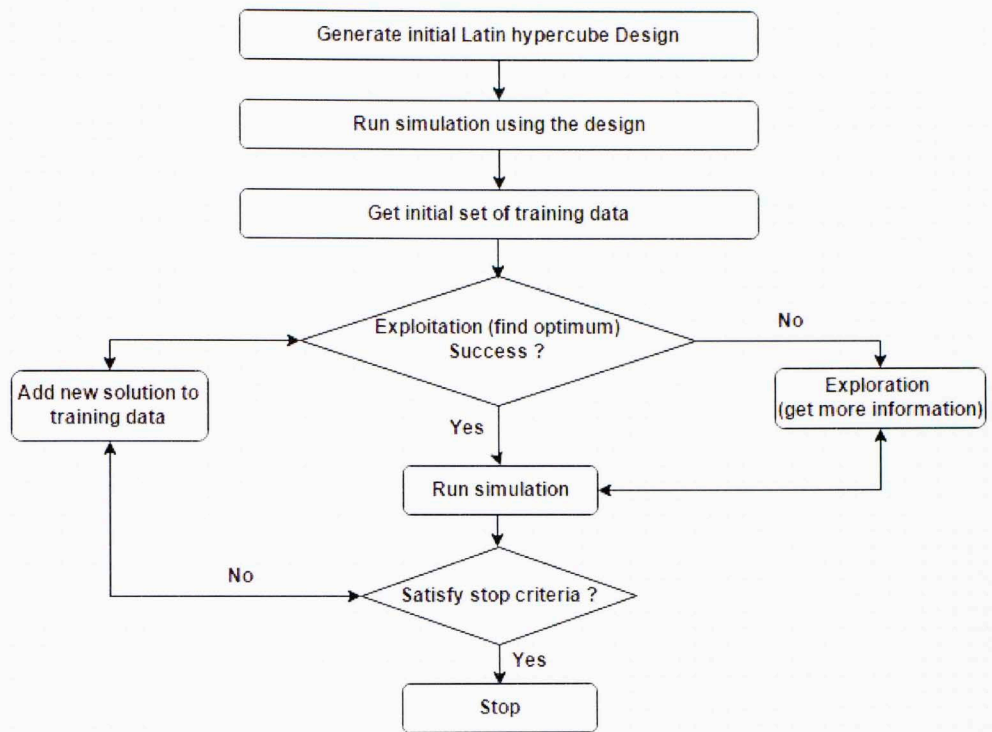 Generate initial Latin hypercube Design
Run simulation using the design
Get initial set of training data
Exploitation (find optimum)
Success ?
No
Add new solution to
training data
Exploration
(get more information)
Yes
Run simulation
No
Satisfy stop criteria ?
Yes
Stop